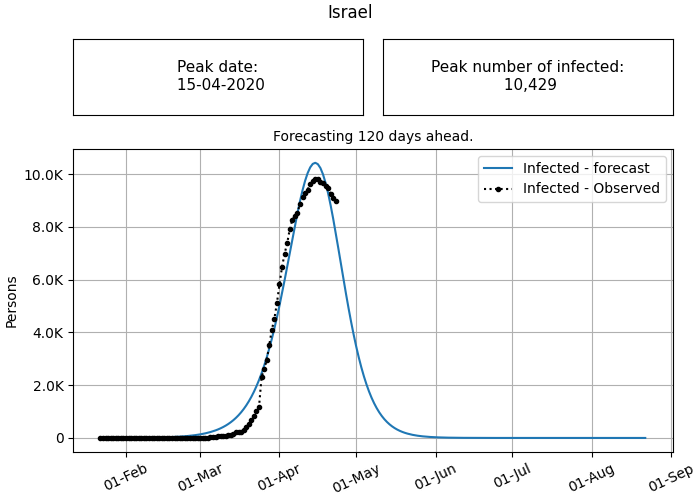 Israel
Peak date:
15-04-2020
Peak number of infected:
10,429
Forecasting 120 days ahead.
Infected - forecast
Infected - Observed
10.0K
8.0K
6.0K
4.0K
2.0K
0
Persons
01-Feb
01-Mar
01-Apr
01-May
01-Jun
01-Jul
01-Aug
01-Sep